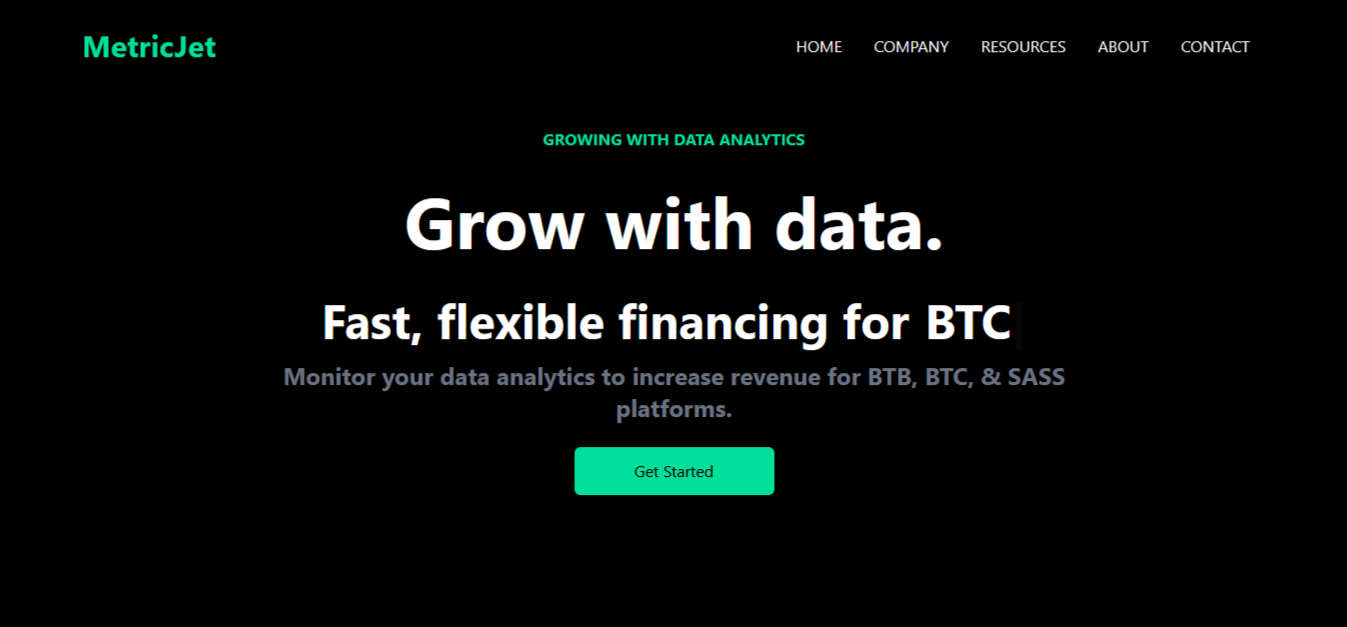 MetricJet
HOME COMPANY RESOURCES ABOUT CONTACT
GROWING WITH DATA ANALYTICS
Grow with data.
Fast, flexible financing for BTC
Monitor your data analytics to increase revenue for BTB, BTC, & SASS
platforms.
Get Started